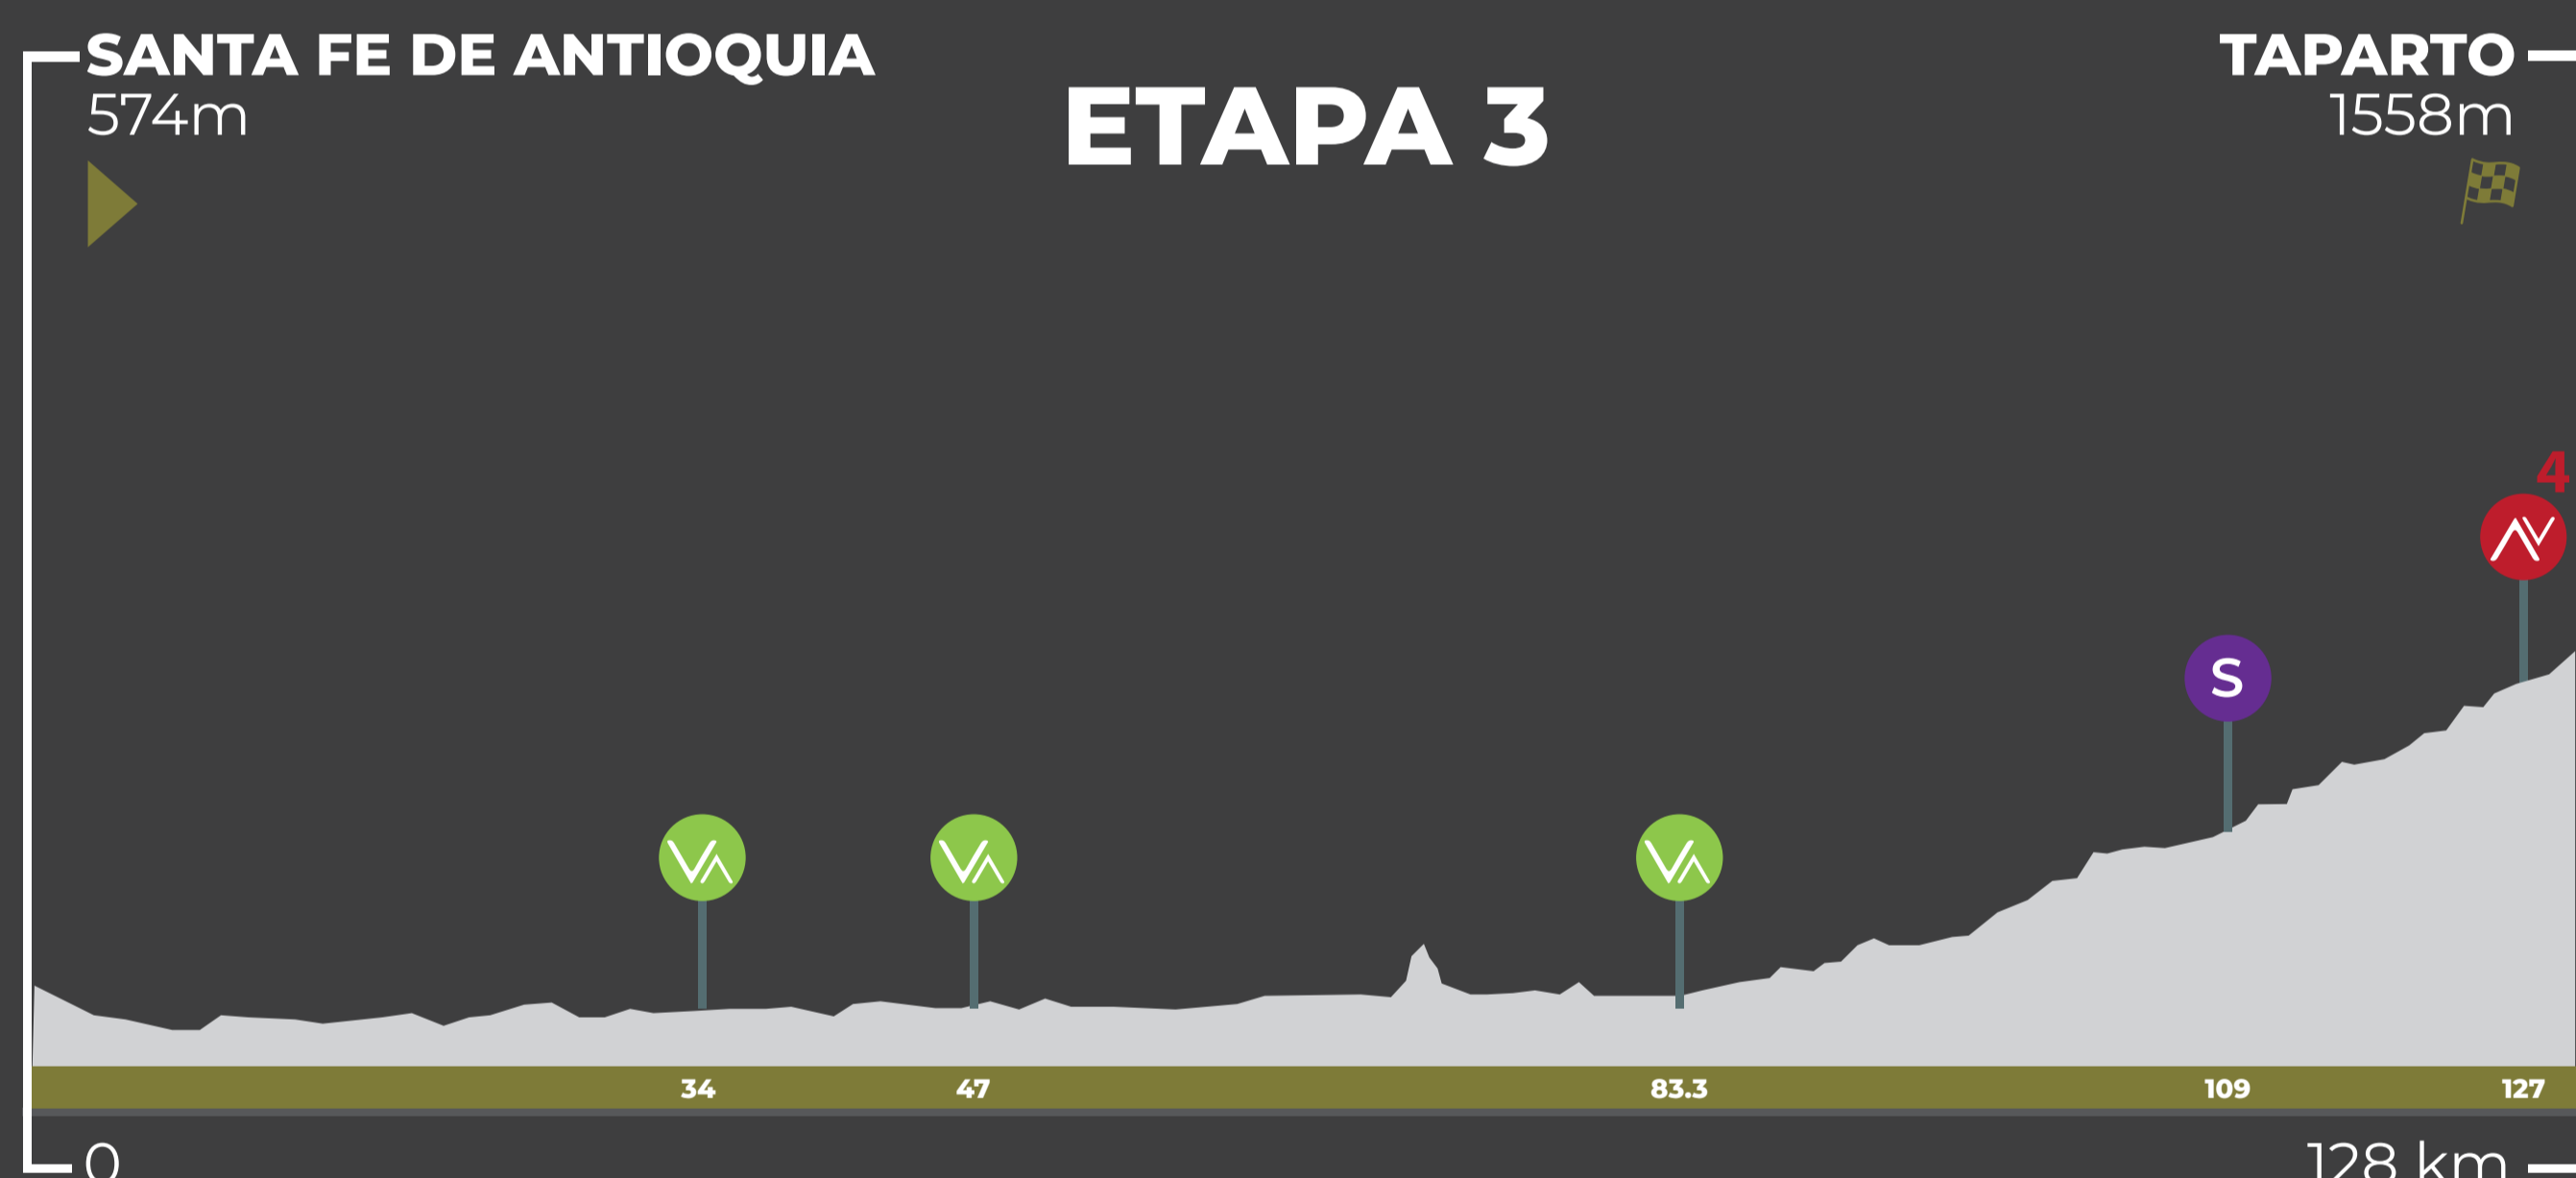 SANTA FE DE ANTIOQUIA
574m
ETAPA 3
TAPARTO
1558m
4
S
34
47
83.3
109
127
0
128 km